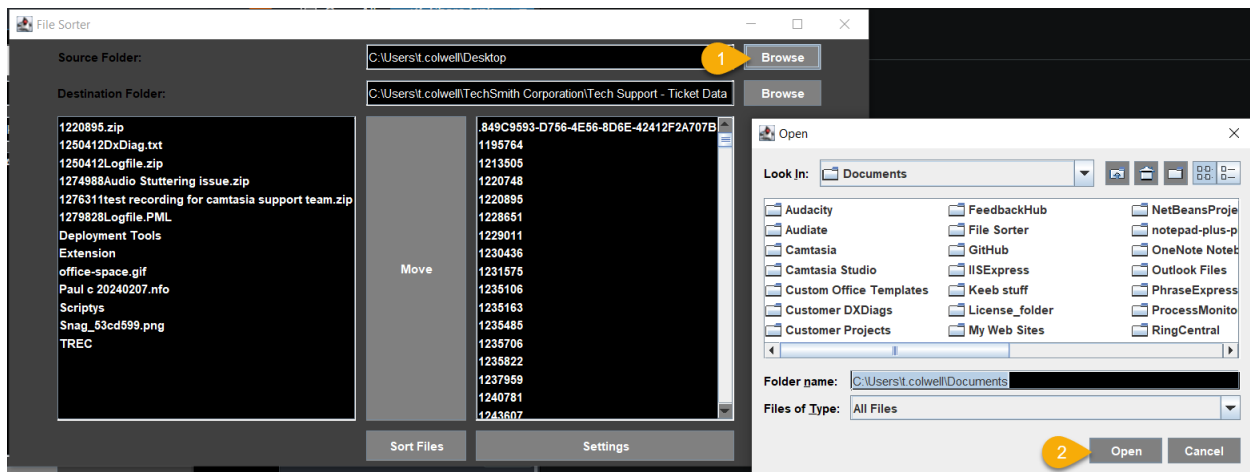 File Sorter
Source Folder:
C:\Users\t.colwell\Desktop
1
Browse
Destination Folder:
C:\Users\t.colwell\TechSmith Corporation\Tech Support - Ticket Data
Browse
1220895.zip
1250412DxDiag.txt
1250412Logfile.zip
1274988Audio Stuttering issue.zip
1276311test recording for camtasia support team.zip
1279828Logfile.PML
Deployment Tools
Extension
office-space.gif
Paul c 20240207.nfo
Scriptys
Snag_53cd599.png
TREC
Move
.849C9593-D756-4E56-8D6E-42412F2A707B
1195764
1213505
1220748
1220895
1228651
1229011
1230436
1231575
1235106
1235163
1235485
1235706
1235822
1237959
1240781
1243607
Sort Files
Settings
Open
Look In:
Documents
Audacity
Audiate
Camtasia
Camtasia Studio
Custom Office Templates
Customer DXDiags
Customer Projects
FeedbackHub
File Sorter
GitHub
IISExpress
Keeb stuff
License_folder
My Web Sites
NetBeansProje
notepad-plus-p
OneNote Noteb
Outlook Files
PhraseExpress
ProcessMonito
RingCentral
Folder name:
C:\Users\t.colwell\Documents
Files of Type:
All Files
2
Open
Cancel